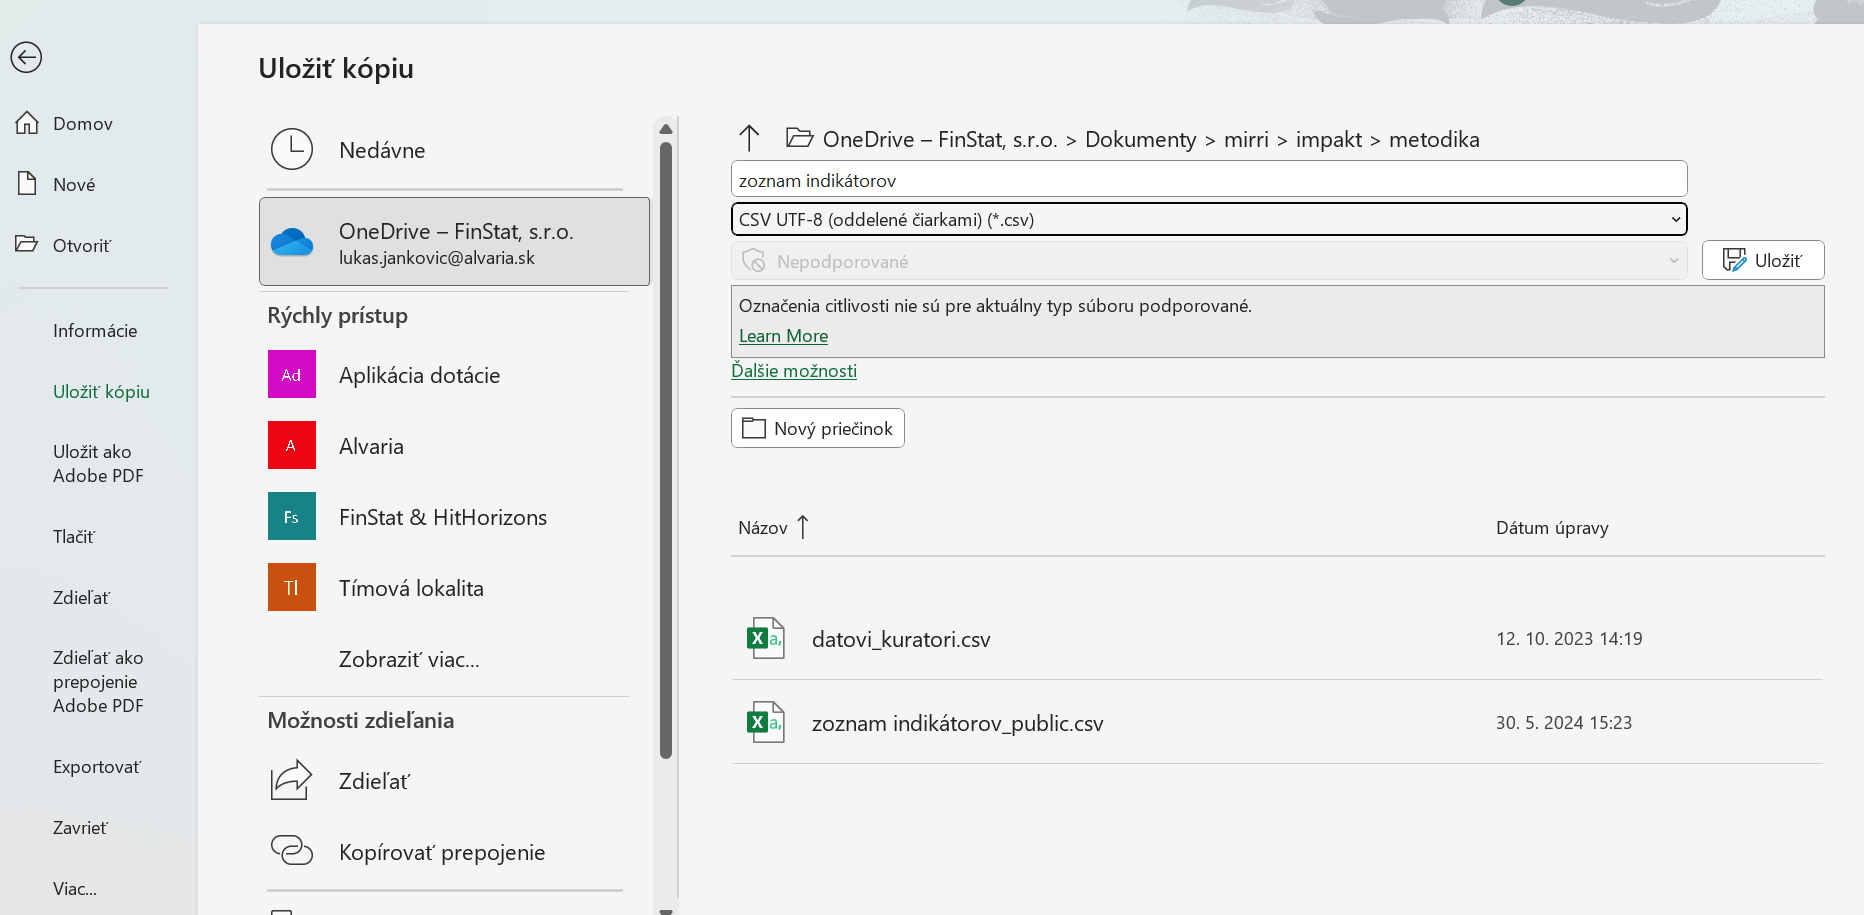 Uložiť kópiu
Domov
Nové
Otvoriť
Informácie
Uložiť kópiu
Uložit ako
Adobe PDF
Tlačiť
Zdieľať
Zdieľať ako
prepojenie
Adobe PDF
Exportovať
Zavrieť
Viac...
Nedávne
OneDrive – FinStat, s.r.o.
lukas.jankovic@alvaria.sk
Rýchly prístup
Ad
Aplikácia dotácie
A
Alvaria
Fs
FinStat & HitHorizons
Tl
Tímová lokalita
Zobraziť viac...
Možnosti zdieľania
Zdieľať
Kopírovať prepojenie
OneDrive – FinStat, s.r.o. > Dokumenty > mirri > impakt > metodika
zoznam indikátorov
CSV UTF-8 (oddelené čiarkami) (*.csv)
Nepodporované
Uložiť
Označenia citlivosti nie sú pre aktuálny typ súboru podporované.
Learn More
Ďalšie možnosti
Nový priečinok
Názov ↑ Dátum úpravy
datovi_kuratori.csv 12. 10. 2023 14:19
zoznam indikátorov_public.csv 30. 5. 2024 15:23